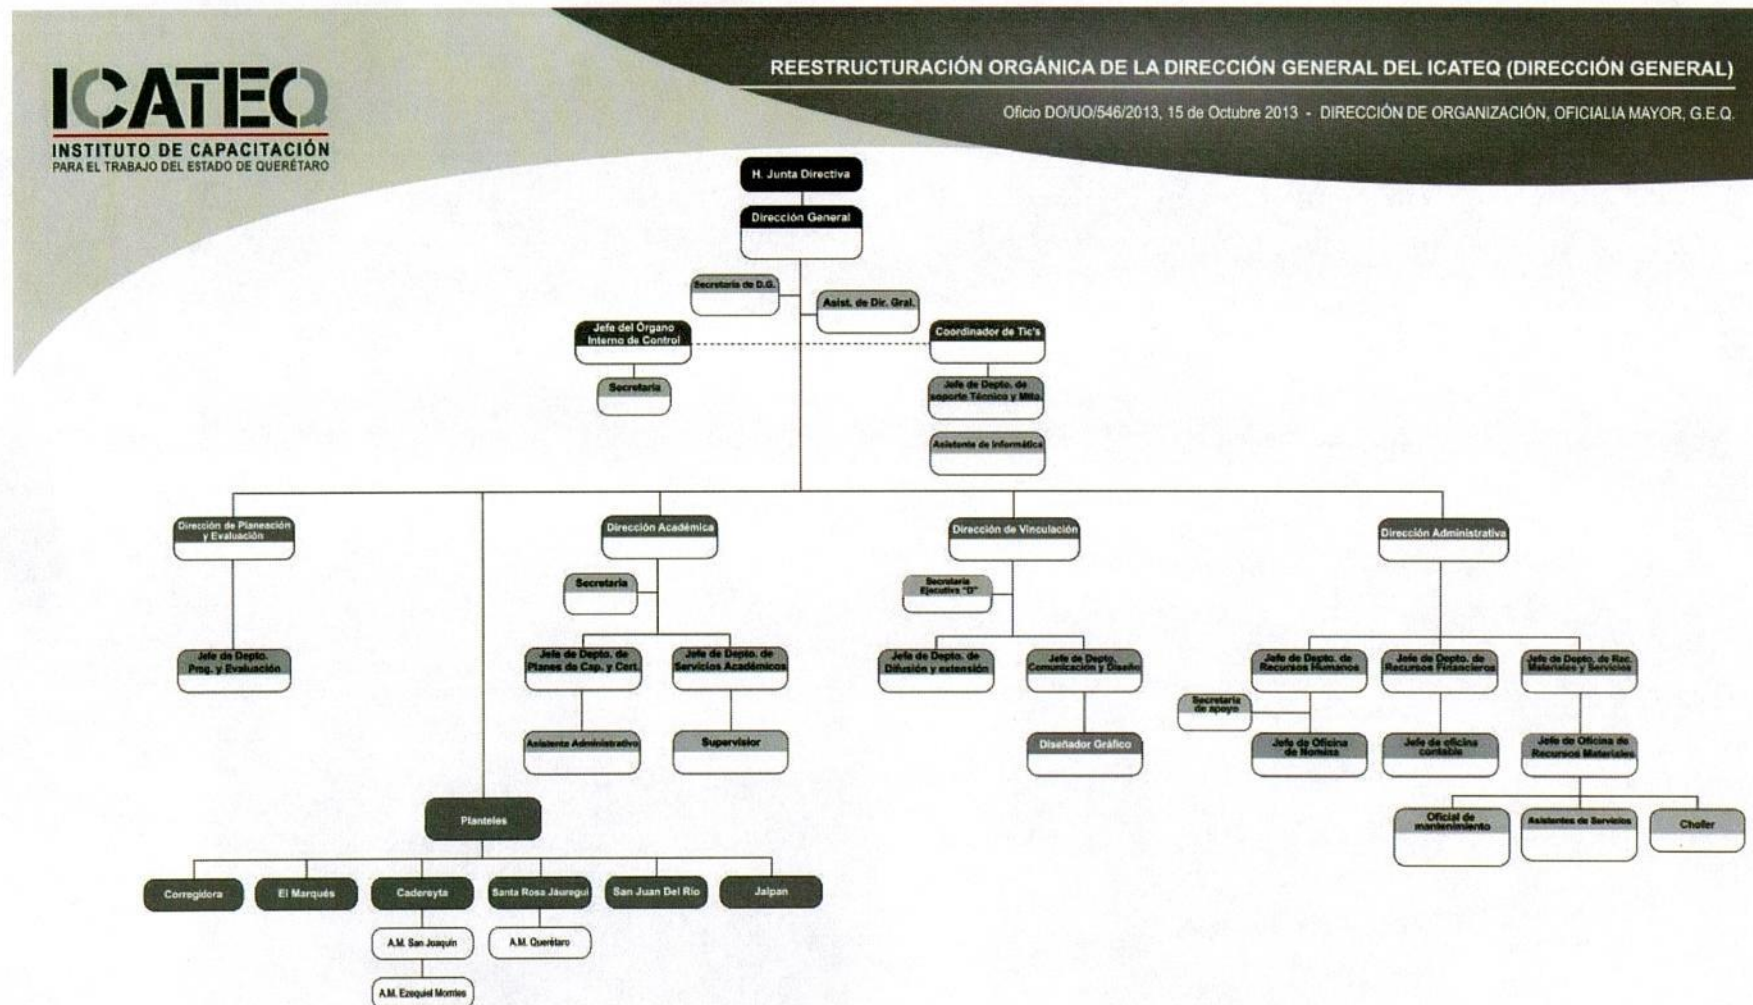 ICATEQ
INSTITUTO DE CAPACITACIÓN
PARA EL TRABAJO DEL ESTADO DE QUERÉTARO
REESTRUCTURACIÓN ORGÁNICA DE LA DIRECCIÓN GENERAL DEL ICATEQ (DIRECCIÓN GENERAL)
Oficio DO/UO/546/2013, 15 de Octubre 2013 - DIRECCIÓN DE ORGANIZACIÓN, OFICIALIA MAYOR, G.E.Q.
H. Junta Directiva
Dirección General
Secretaria de D.G.
Asist. de Dir. Gral.
Jefe del Órgano
Interno de Control
Coordinador de Tic's
Secretaria
Jefe de Depto. de
soporte Técnico y Mtto.
Asistente de Informática
Dirección de Planeación
y Evaluación
Dirección Académica
Dirección de Vinculación
Dirección Administrativa
Secretaria
Secretaria
Ejecutiva "D"
Jefe de Depto.
Prog. y Evaluación
Jefe de Depto. de
Planes de Cap. y Cert.
Jefe de Depto. de
Servicios Académicos
Jefe de Depto. de
Difusión y extensión
Jefe de Depto.
Comunicación y Diseño
Jefe de Depto. de
Recursos Humanos
Jefe de Depto. de
Recursos Financieros
Jefe de Depto. de Rec.
Materiales y Servicios
Secretaria
de apoyo
Asistente Administrativo
Supervisior
Diseñador Gráfico
Jefe de Oficina
de Nomina
Jefe de oficina
contable
Jefe de Oficina de
Recursos Materiales
Planteles
Oficial de
mantenimiento
Asistentes de Servicios
Chofer
Corregidora
El Marqués
Cadereyta
Santa Rosa Jáuregui
San Juan Del Río
Jalpan
A.M. San Joaquín
A.M. Querétaro
A.M. Ezequiel Montes